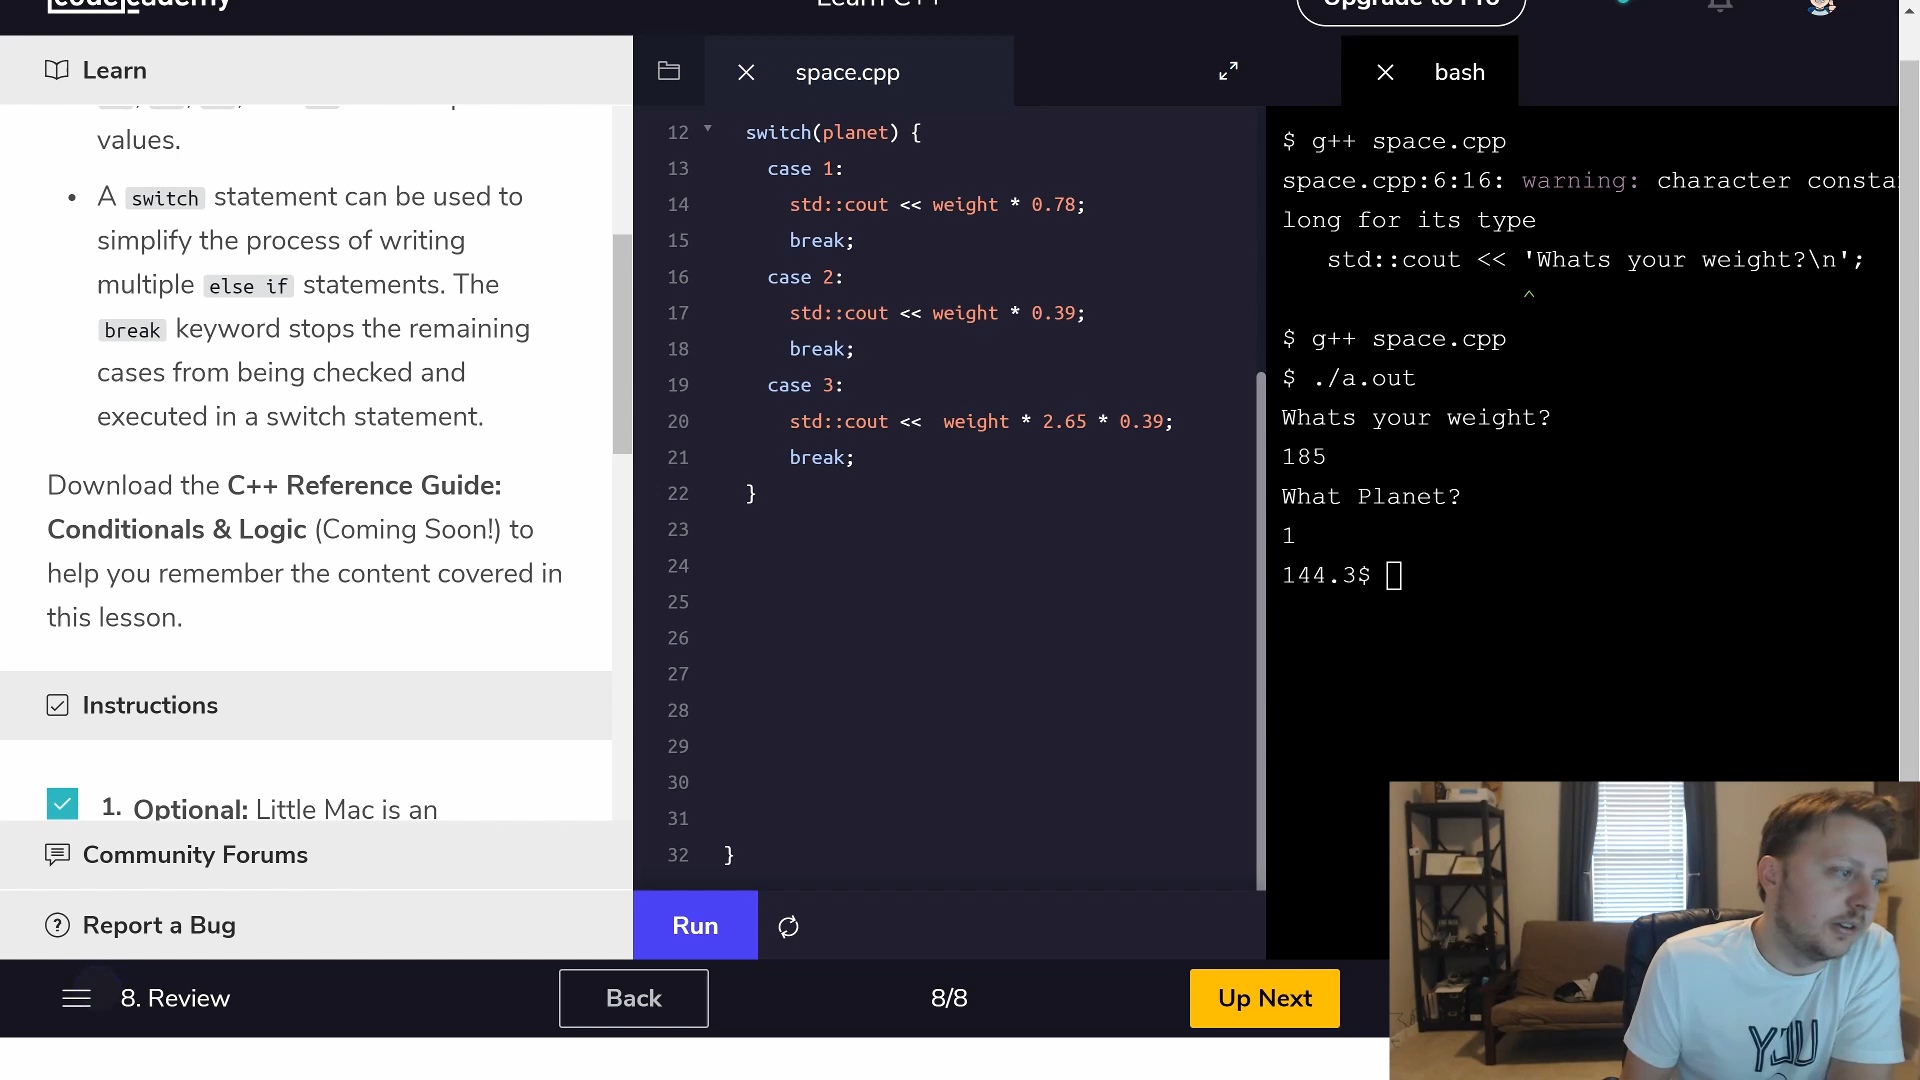 Learn C++
Upgrade to Pro
Learn
values.
A switch statement can be used to
simplify the process of writing
multiple else if statements. The
break keyword stops the remaining
cases from being checked and
executed in a switch statement.
Download the C++ Reference Guide:
Conditionals & Logic (Coming Soon!) to
help you remember the content covered in
this lesson.
Instructions
1. Optional: Little Mac is an
Community Forums
Report a Bug
space.cpp
12 switch(planet) {
13 case 1:
14 std::cout << weight * 0.78;
15 break;
16 case 2:
17 std::cout << weight * 0.39;
18 break;
19 case 3:
20 std::cout <<  weight * 2.65 * 0.39;
21 break;
22 }
23
24
25
26
27
28
29
30
31
32 }
Run
bash
$ g++ space.cpp
space.cpp:6:16: warning: character consta
long for its type
std::cout << 'Whats your weight?\n';
^
$ g++ space.cpp
$ ./a.out
Whats your weight?
185
What Planet?
1
144.3$
8. Review
Back
8/8
Up Next